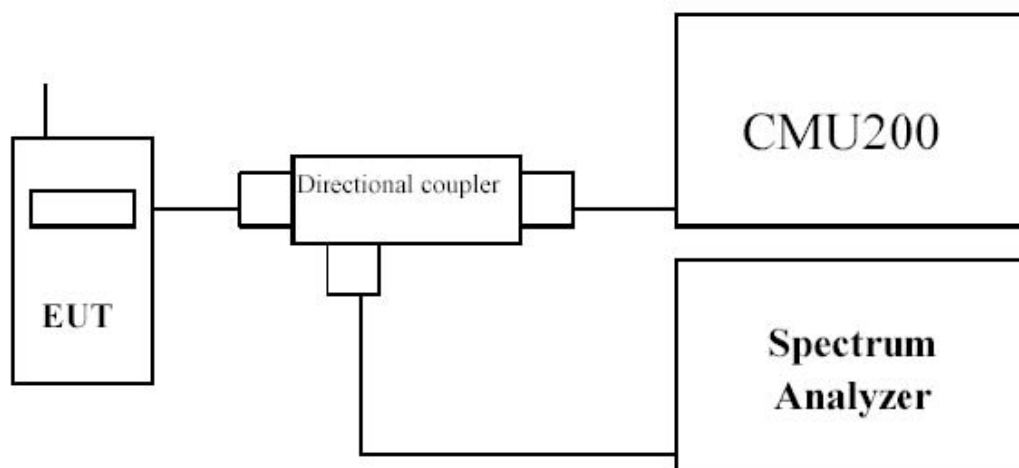 CMU200
Directional coupler
EUT
Spectrum
Analyzer